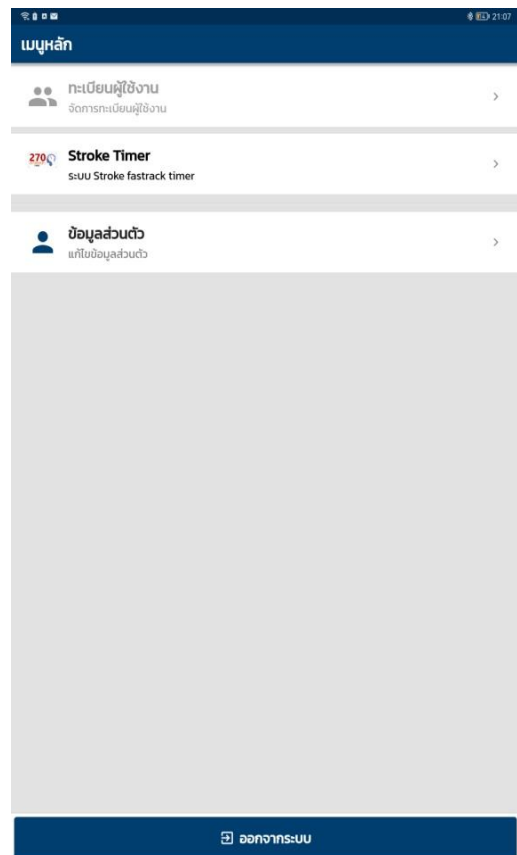 21:07
เมนูหลัก
ทะเบียนผู้ใช้งาน
จัดการทะเบียนผู้ใช้งาน
270
Stroke Timer
ระบบ Stroke fastrack timer
ข้อมูลส่วนตัว
แก้ไขข้อมูลส่วนตัว
ออกจากระบบ